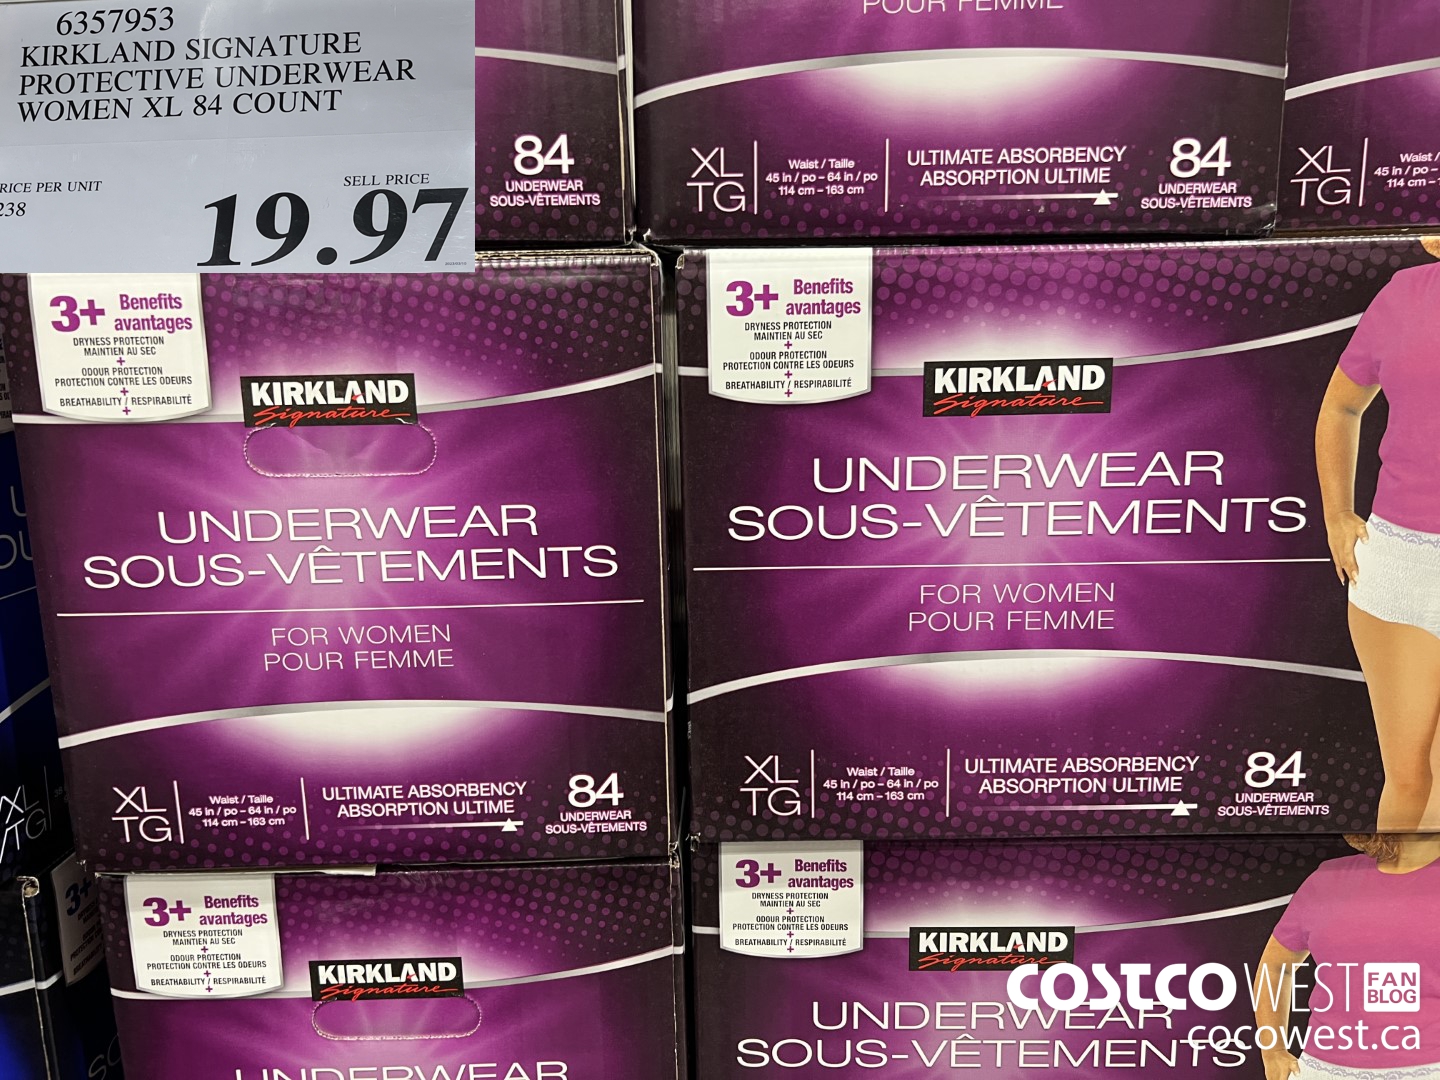 6357953
KIRKLAND SIGNATURE
PROTECTIVE UNDERWEAR
WOMEN XL 84 COUNT
RICE PER UNIT
238
SELL PRICE
19.97
84
UNDERWEAR
SOUS-VÊTEMENTS
POUR FEMME
XL
TG
Waist / Taille
45 in / po – 64 in / po
114 cm – 163 cm
ULTIMATE ABSORBENCY
ABSORPTION ULTIME
84
UNDERWEAR
SOUS-VÊTEMENTS
XL
TG
Waist /
45 in / po –
114 cm –
3+ Benefits
avantages
DRYNESS PROTECTION
MAINTIEN AU SEC
+
ODOUR PROTECTION
PROTECTION CONTRE LES ODEURS
+
BREATHABILITY / RESPIRABILITÉ
+
KIRKLAND
Signature
UNDERWEAR
SOUS-VÊTEMENTS
FOR WOMEN
POUR FEMME
XL
TG
Waist / Taille
45 in / po – 64 in / po
114 cm – 163 cm
ULTIMATE ABSORBENCY
ABSORPTION ULTIME
84
UNDERWEAR
SOUS-VÊTEMENTS
3+ Benefits
avantages
DRYNESS PROTECTION
MAINTIEN AU SEC
+
ODOUR PROTECTION
PROTECTION CONTRE LES ODEURS
+
BREATHABILITY / RESPIRABILITÉ
+
KIRKLAND
Signature
UNDERWEAR
SOUS-VÊTEMENTS
FOR WOMEN
POUR FEMME
XL
TG
Waist / Taille
45 in / po – 64 in / po
114 cm – 163 cm
ULTIMATE ABSORBENCY
ABSORPTION ULTIME
84
UNDERWEAR
SOUS-VÊTEMENTS
XL
TG
3+
3+ Benefits
avantages
DRYNESS PROTECTION
MAINTIEN AU SEC
+
ODOUR PROTECTION
PROTECTION CONTRE LES ODEURS
+
BREATHABILITY / RESPIRABILITÉ
+
KIRKLAND
Signature
UNDERWEAR
3+ Benefits
avantages
DRYNESS PROTECTION
MAINTIEN AU SEC
+
ODOUR PROTECTION
PROTECTION CONTRE LES ODEURS
+
BREATHABILITY / RESPIRABILITÉ
+
KIRKLAND
Signature
UNDERWEAR
SOUS-VÊTEMENTS
COSTCO WEST FAN
BLOG
cocowest.ca